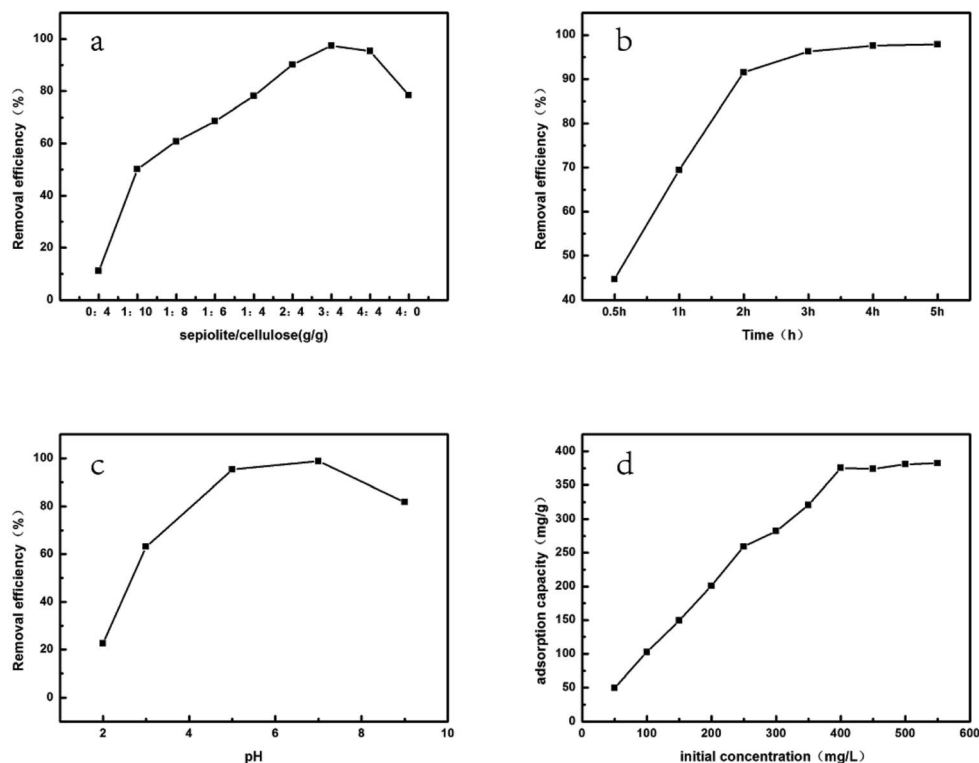 a
Removal efficiency (%)
100
80
60
40
20
0
0：4 1：10 1：8 1：6 1：4 2：4 3：4 4：4 4：0
sepiolite/cellulose(g/g)
b
Removal efficiency (%)
100
90
80
70
60
50
40
0.5h 1h 2h 3h 4h 5h
Time（h）
c
Removal efficiency（%）
100
80
60
40
20
0
2 4 6 8 10
pH
d
adsorption capacity（mg/g）
400
350
300
250
200
150
100
50
0
0 100 200 300 400 500 600
initial concentration（mg/L）